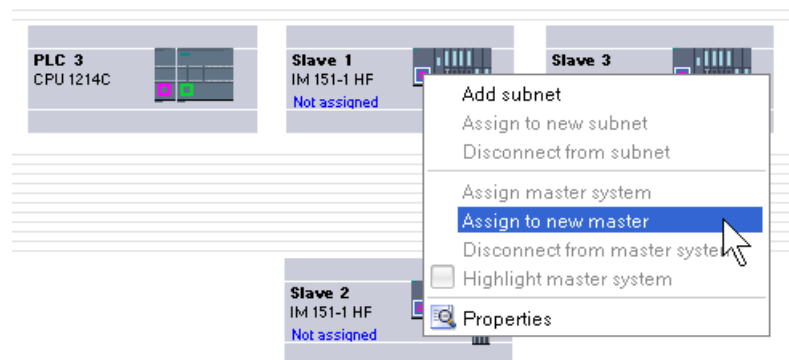 PLC 3
CPU 1214C
Slave 1
IM 151-1 HF
Not assigned
Slave 3
Add subnet
Assign to new subnet
Disconnect from subnet
Assign master system
Assign to new master
Disconnect from master system
Highlight master system
Properties
Slave 2
IM 151-1 HF
Not assigned